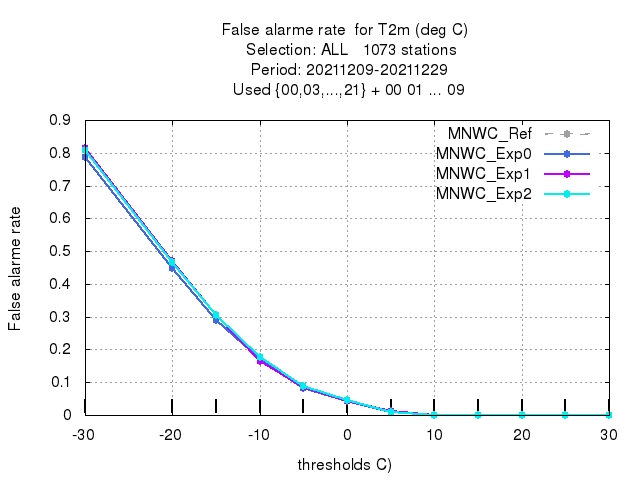 False alarme rate  for T2m (deg C)
Selection: ALL   1073 stations
Period: 20211209-20211229
Used {00,03,...,21} + 00 01 ... 09
MNWC_Ref
MNWC_Exp0
MNWC_Exp1
MNWC_Exp2
0.9
0.8
0.7
0.6
0.5
0.4
0.3
0.2
0.1
0
False alarme rate
-30 -20 -10 0 10 20 30
thresholds C)